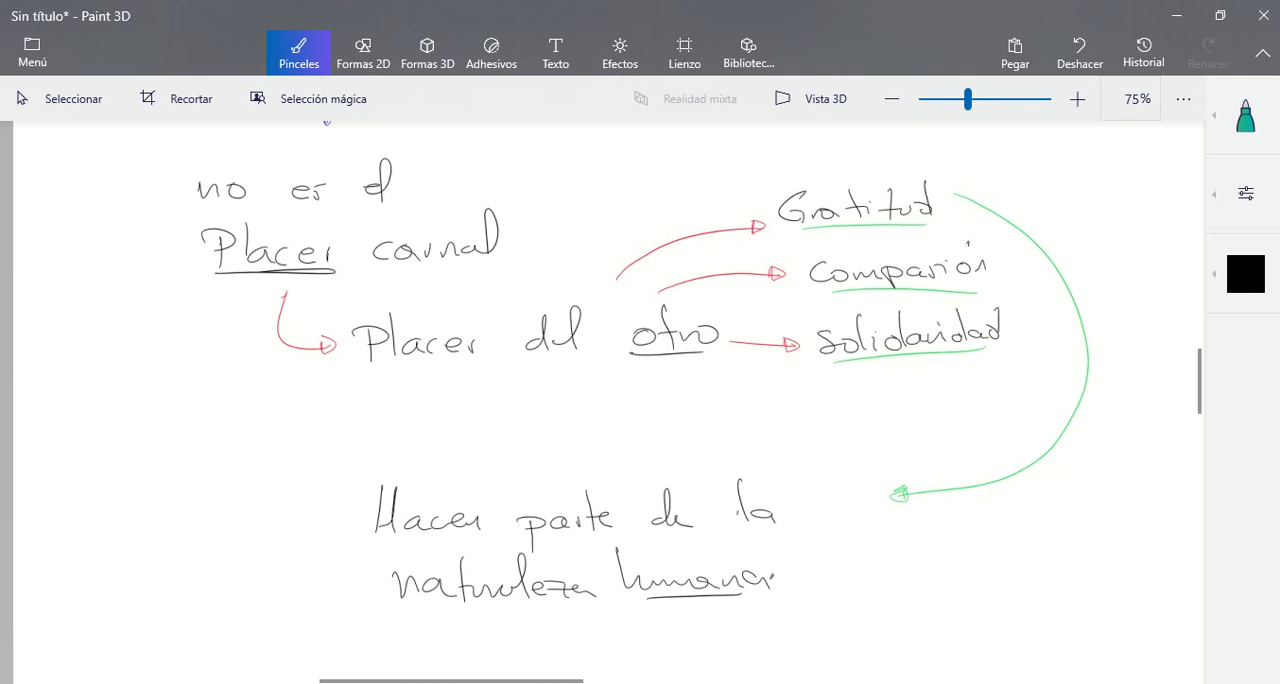 Sin título* - Paint 3D
Menú
Pinceles
Formas 2D
Formas 3D
Adhesivos
Texto
Efectos
Lienzo
Bibliotec...
Pegar
Deshacer
Historial
Rehacer
Seleccionar
Recortar
Selección mágica
Realidad mixta
Vista 3D
75%
no es el
Placer carnal
Gratitud
Compasión
Placer del otro
solidaridad
Hacen parte de la
naturaleza humana